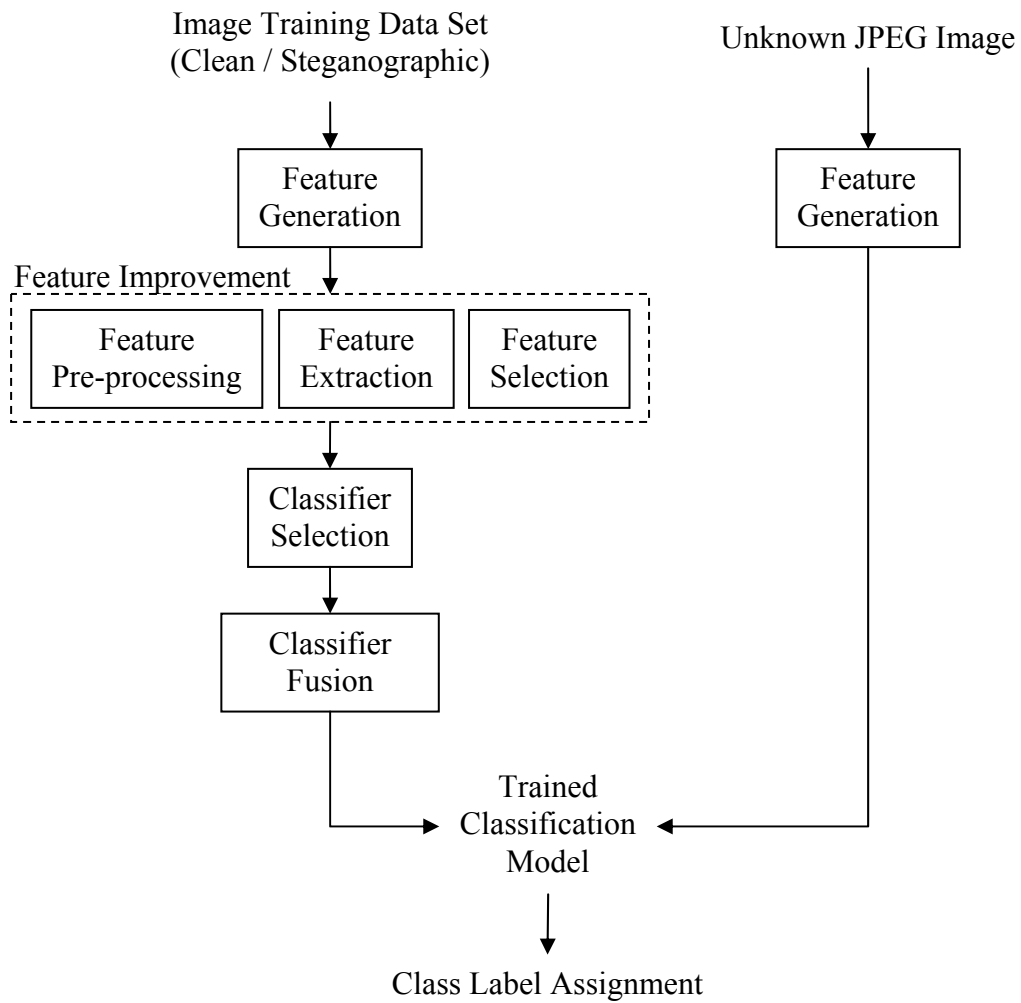 Image Training Data Set
(Clean / Steganographic)
Unknown JPEG Image
Feature
Generation
Feature
Generation
Feature Improvement
Feature
Pre-processing
Feature
Extraction
Feature
Selection
Classifier
Selection
Classifier
Fusion
Trained
Classification
Model
Class Label Assignment